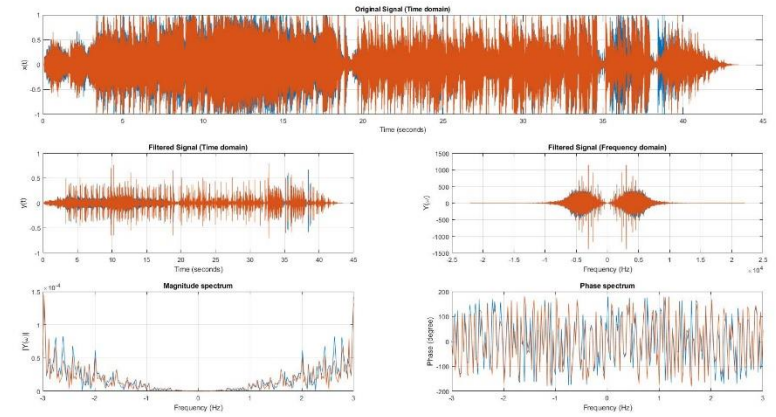 Original Signal (Time domain)
1
0.5
0
-0.5
-1
x(t)
0 5 10 15 20 25 30 35 40 45
Time (seconds)
Filtered Signal (Time domain)
1
0.5
0
-0.5
-1
y(t)
0 5 10 15 20 25 30 35 40 45
Time (seconds)
Filtered Signal (Frequency domain)
1500
1000
500
0
-500
-1000
-1500
-2.5 -2 -1.5 -1 -0.5 0 0.5 1 1.5 2 2.5
Frequency (Hz)
×10⁴
Magnitude spectrum
×10⁻⁴
1.5
1
0.5
0
-3 -2 -1 0 1 2 3
Frequency (Hz)
Phase spectrum
200
100
0
-100
-200
Phase (degree)
-3 -2 -1 0 1 2 3
Frequency (Hz)